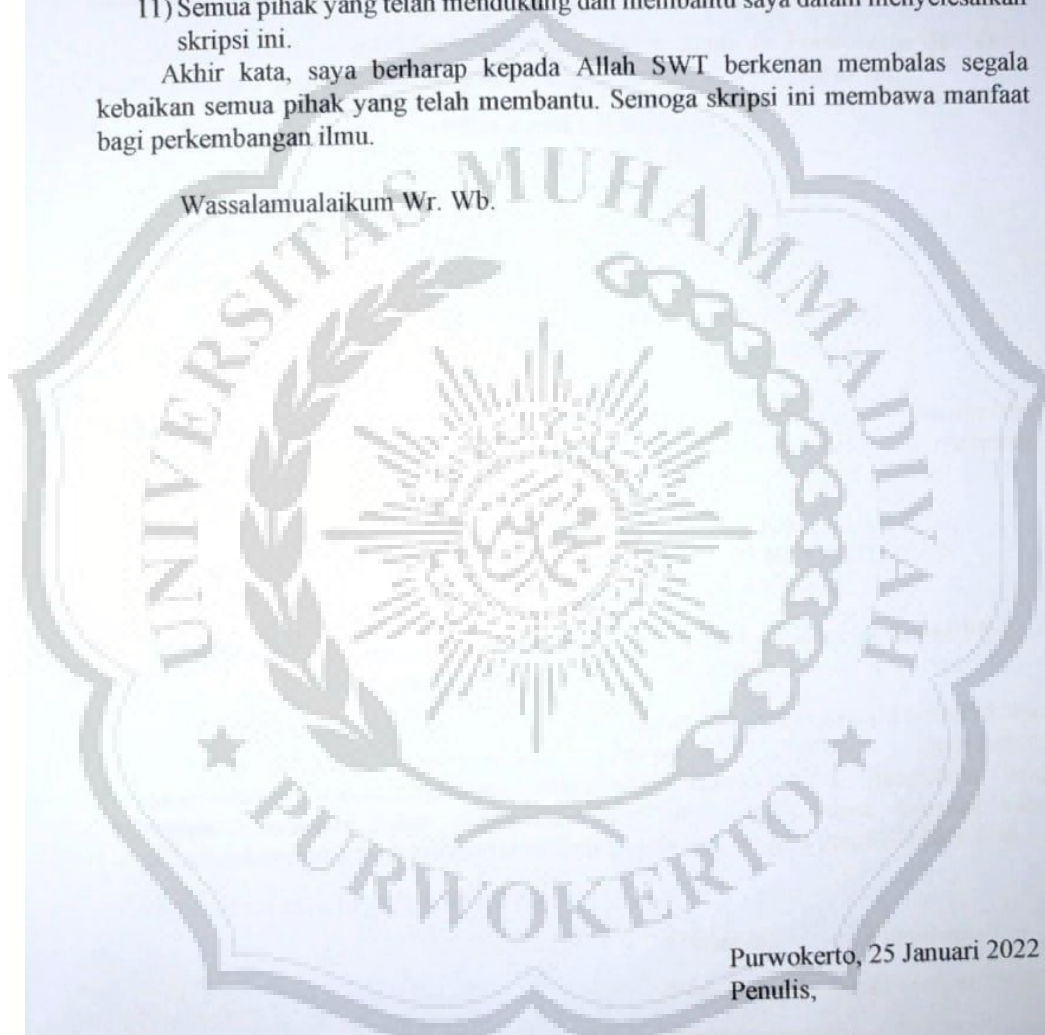 11) Semua pihak yang telah mendukung dan membantu saya dalam menyelesaikan
skripsi ini.
Akhir kata, saya berharap kepada Allah SWT berkenan membalas segala
kebaikan semua pihak yang telah membantu. Semoga skripsi ini membawa manfaat
bagi perkembangan ilmu.
Wassalamualaikum Wr. Wb.
UNIVERSITAS MUHAMMADIYAH
PURWOKERTO
Purwokerto, 25 Januari 2022
Penulis,